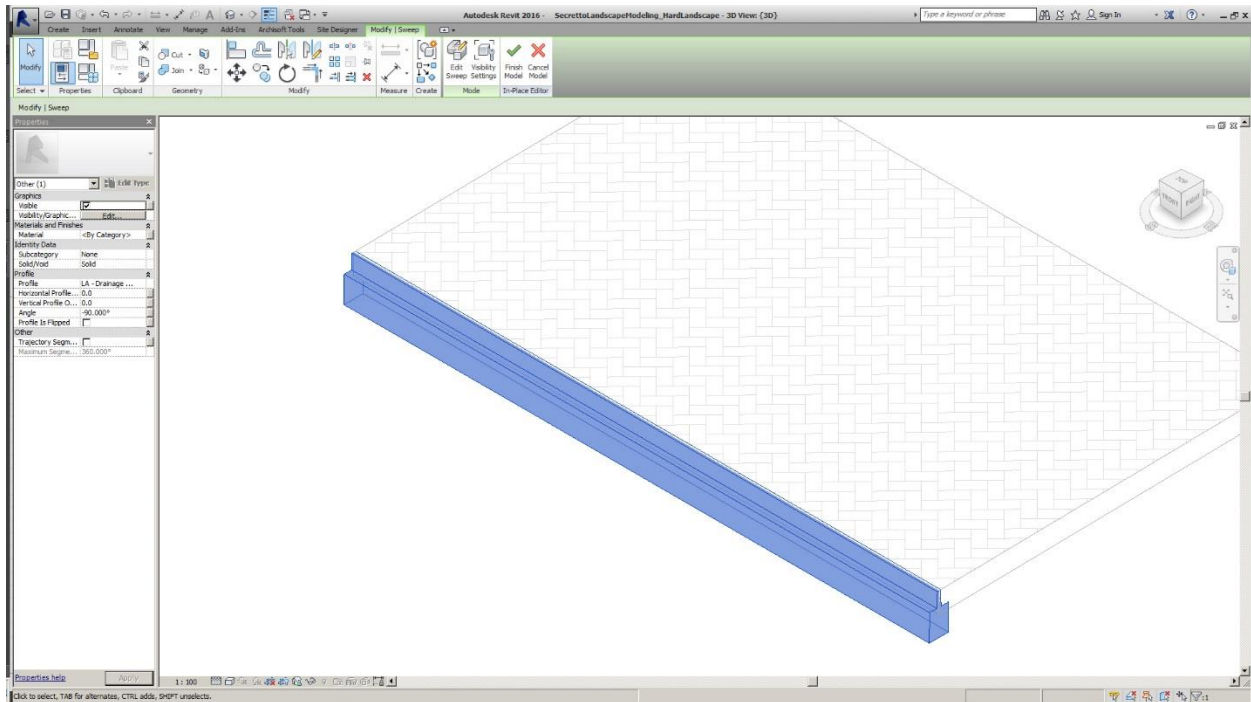 Autodesk Revit 2016 - SecrettoLandscapeModeling_HardLandscape - 3D View: {3D}
Type a keyword or phrase
Sign In
Create Insert Annotate View Manage Add-Ins Archisoft Tools Site Designer Modify | Sweep
Modify
Paste
Cut
Join
Edit Sweep
Visibility Settings
Finish Model
Cancel Model
Select Properties Clipboard Geometry Modify Measure Create Mode In-Place Editor
Modify | Sweep
Properties
Other (1) Edit Type
Graphics
Visible
Visibility/Graphic... Edit...
Materials and Finishes
Material <By Category>
Identity Data
Subcategory None
Solid/Void Solid
Profile
Profile LA - Drainage ...
Horizontal Profile... 0.0
Vertical Profile O... 0.0
Angle -90.000°
Profile Is Flipped
Other
Trajectory Segm...
Maximum Segme... 360.000°
TOP
FRONT
RIGHT
Properties help Apply
1 : 100
Click to select, TAB for alternates, CTRL adds, SHIFT unselects.
:1